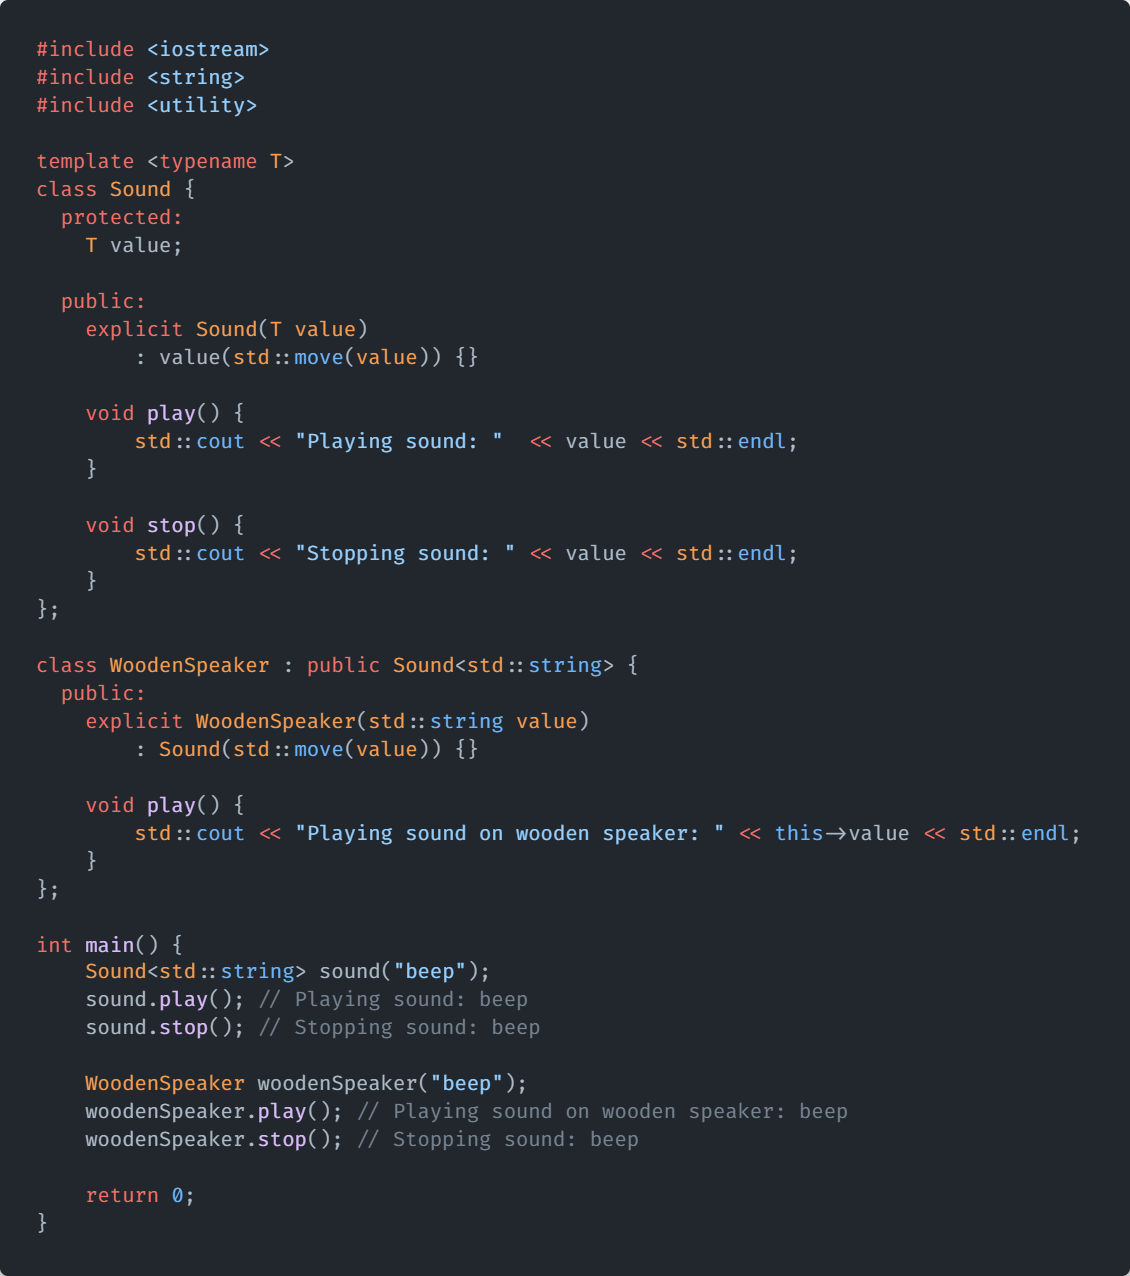 #include <iostream>
#include <string>
#include <utility>

template <typename T>
class Sound {
  protected:
    T value;

  public:
    explicit Sound(T value)
        : value(std::move(value)) {}

    void play() {
        std::cout << "Playing sound: "  << value << std::endl;
    }

    void stop() {
        std::cout << "Stopping sound: " << value << std::endl;
    }
};

class WoodenSpeaker : public Sound<std::string> {
  public:
    explicit WoodenSpeaker(std::string value)
        : Sound(std::move(value)) {}

    void play() {
        std::cout << "Playing sound on wooden speaker: " << this->value << std::endl;
    }
};

int main() {
    Sound<std::string> sound("beep");
    sound.play(); // Playing sound: beep
    sound.stop(); // Stopping sound: beep

    WoodenSpeaker woodenSpeaker("beep");
    woodenSpeaker.play(); // Playing sound on wooden speaker: beep
    woodenSpeaker.stop(); // Stopping sound: beep

    return 0;
}